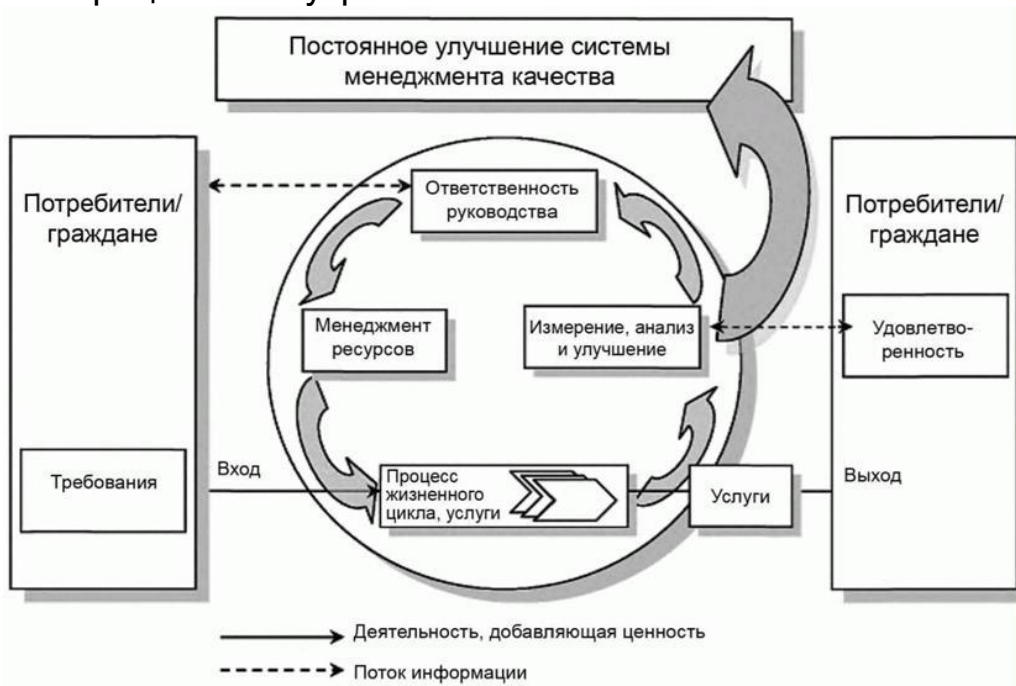 Постоянное улучшение системы
менеджмента качества
Потребители/
граждане
Ответственность
руководства
Потребители/
граждане
Менеджмент
ресурсов
Измерение, анализ
и улучшение
Удовлетво-
ренность
Требования
Вход
Процесс
жизненного
цикла, услуги
Услуги
Выход
Деятельность, добавляющая ценность
Поток информации